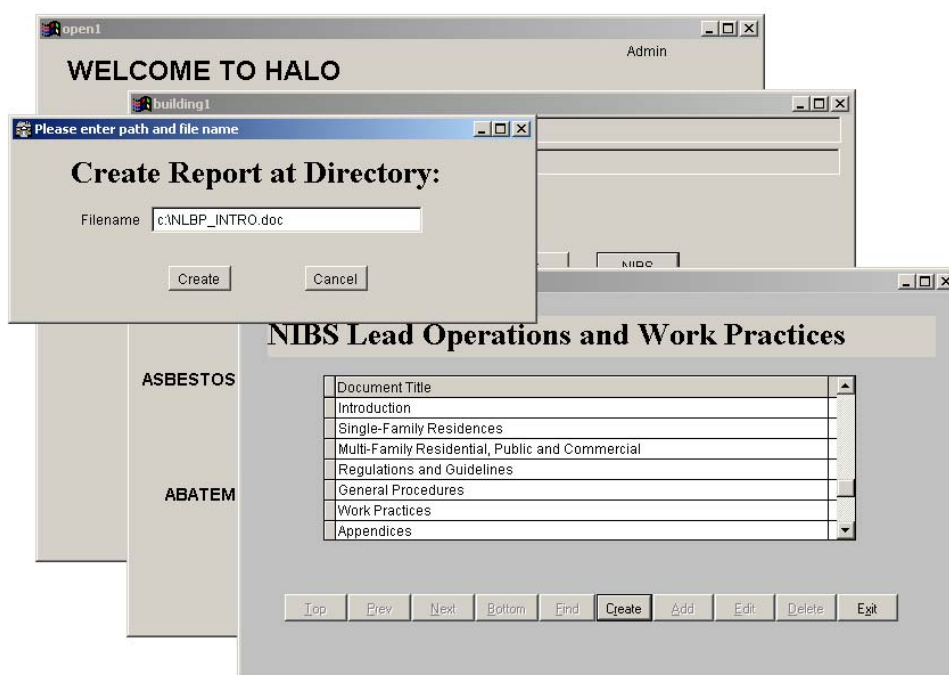 open1
Admin
WELCOME TO HALO
building1
Please enter path and file name
Create Report at Directory:
Filename c:\NLBP_INTRO.doc
Create Cancel
NIBS
NIBS Lead Operations and Work Practices
ASBESTOS
ABATEM
Document Title
Introduction
Single-Family Residences
Multi-Family Residential, Public and Commercial
Regulations and Guidelines
General Procedures
Work Practices
Appendices
Top Prev Next Bottom Find Create Add Edit Delete Exit